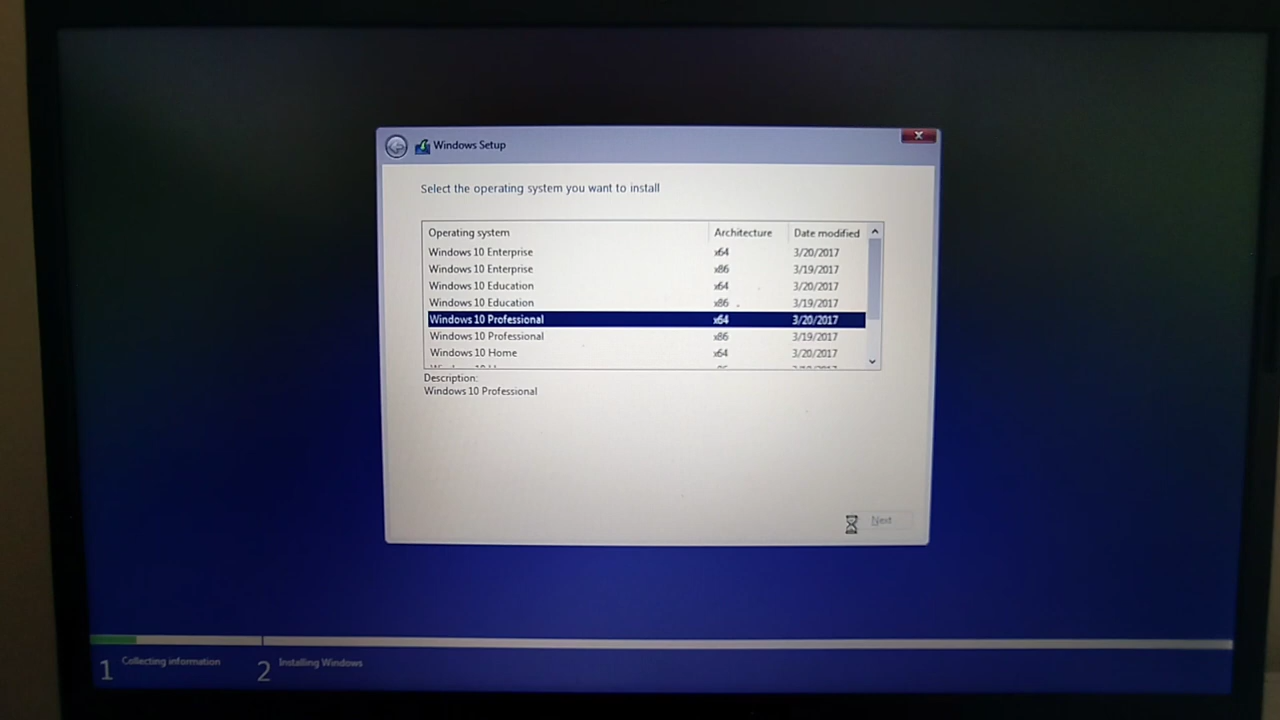 Windows Setup
Select the operating system you want to install
Operating system Architecture Date modified
Windows 10 Enterprise x64 3/20/2017
Windows 10 Enterprise x86 3/19/2017
Windows 10 Education x64 3/20/2017
Windows 10 Education x86 3/19/2017
Windows 10 Professional x64 3/20/2017
Windows 10 Professional x86 3/19/2017
Windows 10 Home x64 3/20/2017
Description:
Windows 10 Professional
Next
1 Collecting information 2 Installing Windows